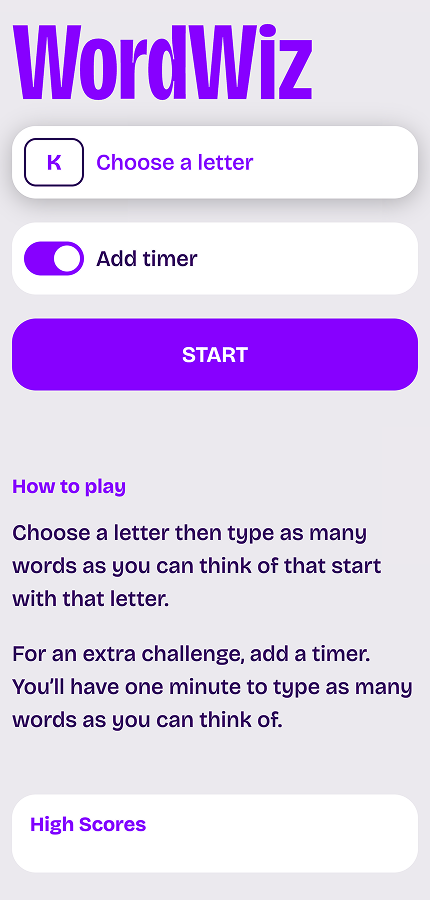 WordWiz
K
Choose a letter
Add timer
START
How to play
Choose a letter then type as many
words as you can think of that start
with that letter.
For an extra challenge, add a timer.
You’ll have one minute to type as many
words as you can think of.
High Scores